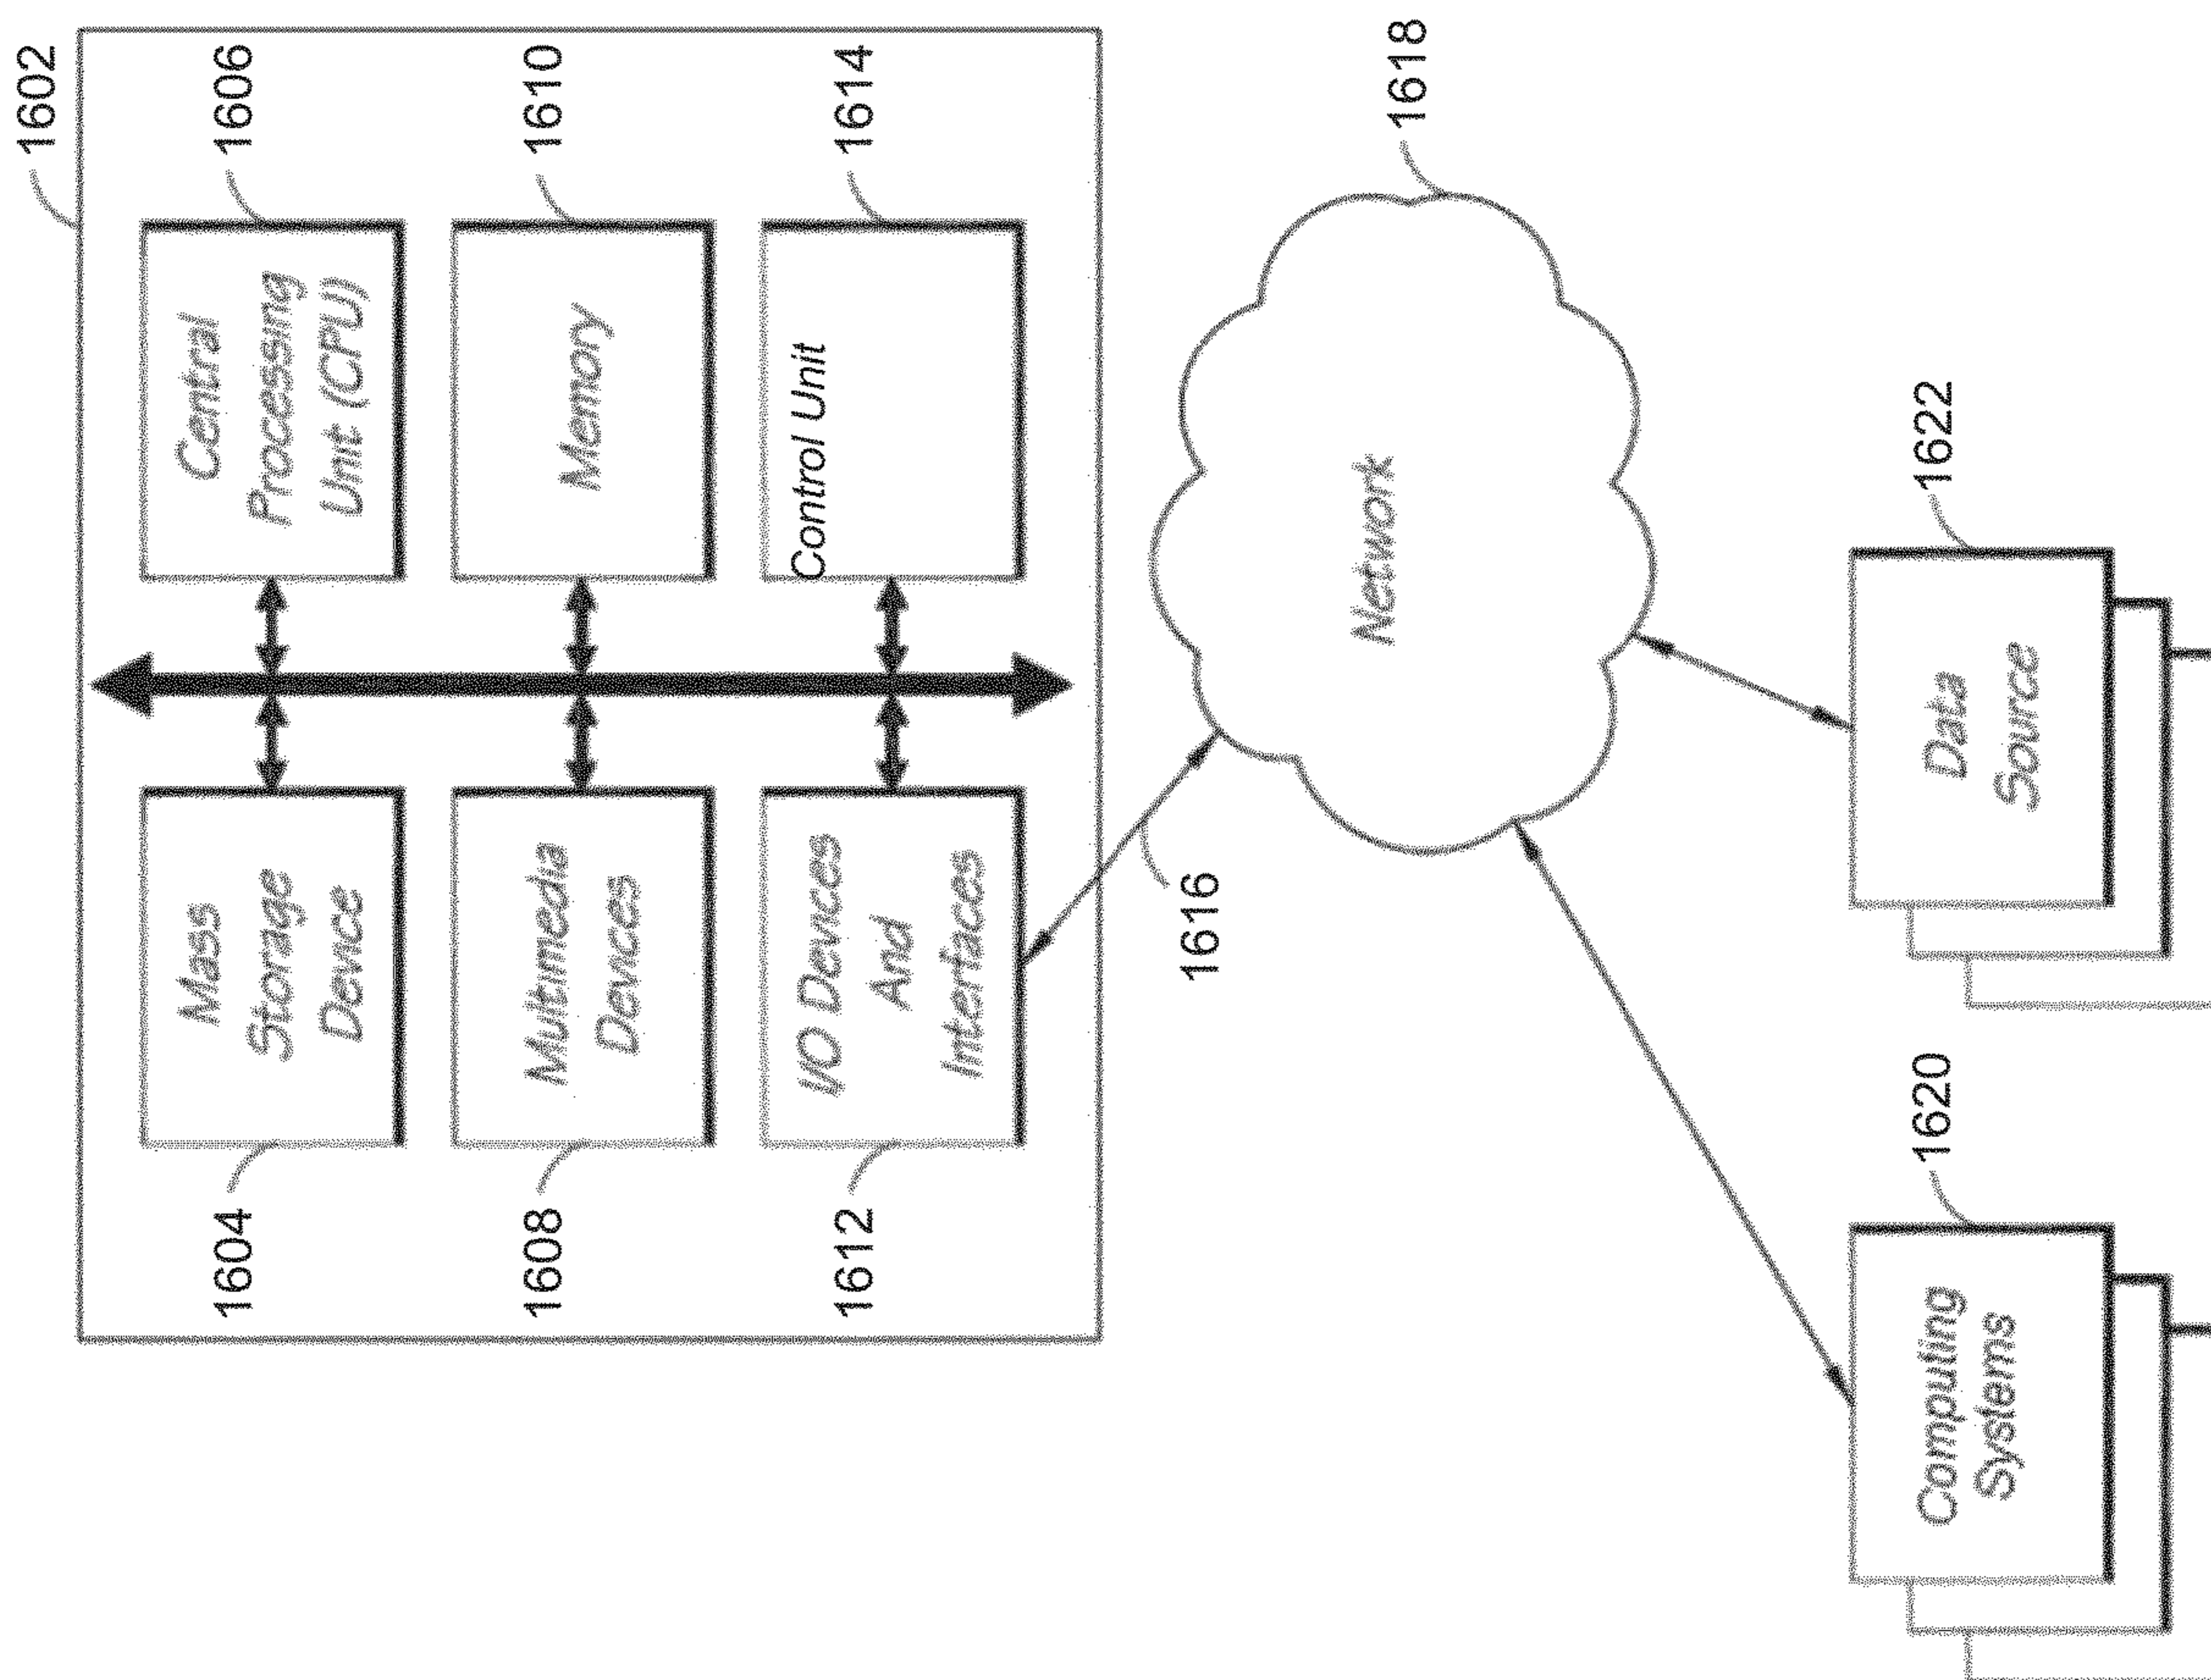 1602
1604
Mass
Storage
Device
Central
Processing
Unit (CPU)
1606
1608
Multimedia
Devices
Memory
1610
1612
I/O Devices
And
Interfaces
Control Unit
1614
1616
Network
1618
Computing
Systems
1620
Data
Source
1622